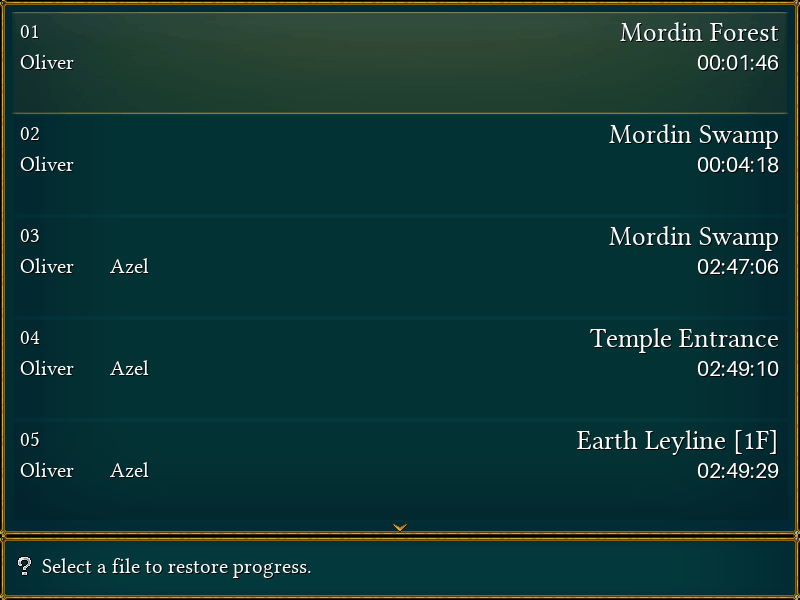 01
Mordin Forest
Oliver
00:01:46
02
Mordin Swamp
Oliver
00:04:18
03
Mordin Swamp
Oliver Azel
02:47:06
04
Temple Entrance
Oliver Azel
02:49:10
05
Earth Leyline [1F]
Oliver Azel
02:49:29
? Select a file to restore progress.